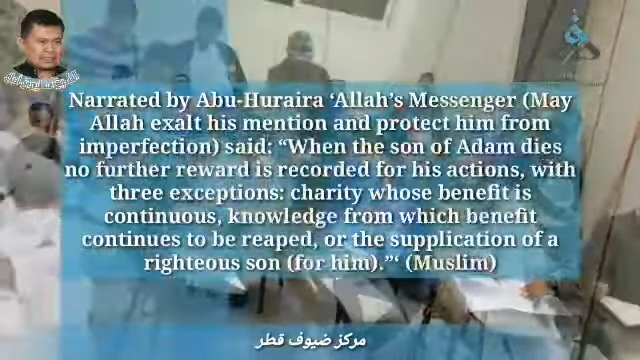 Narrated by Abu-Huraira ‘Allah’s Messenger (May
Allah exalt his mention and protect him from
imperfection) said: “When the son of Adam dies
no further reward is recorded for his actions, with
three exceptions: charity whose benefit is
continuous, knowledge from which benefit
continues to be reaped, or the supplication of a
righteous son (for him).”‘ (Muslim)
مركز ضيوف قطر